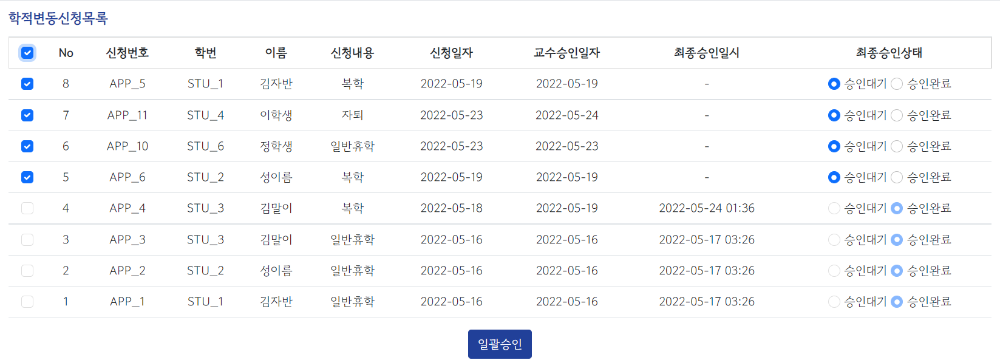 학적변동신청목록
No 신청번호 학번 이름 신청내용 신청일자 교수승인일자 최종승인일시 최종승인상태
8 APP_5 STU_1 김자반 복학 2022-05-19 2022-05-19 - 승인대기 승인완료
7 APP_11 STU_4 이학생 자퇴 2022-05-23 2022-05-24 - 승인대기 승인완료
6 APP_10 STU_6 정학생 일반휴학 2022-05-23 2022-05-23 - 승인대기 승인완료
5 APP_6 STU_2 성이름 복학 2022-05-19 2022-05-19 - 승인대기 승인완료
4 APP_4 STU_3 김말이 복학 2022-05-18 2022-05-19 2022-05-24 01:36 승인대기 승인완료
3 APP_3 STU_3 김말이 일반휴학 2022-05-16 2022-05-16 2022-05-17 03:26 승인대기 승인완료
2 APP_2 STU_2 성이름 일반휴학 2022-05-16 2022-05-16 2022-05-17 03:26 승인대기 승인완료
1 APP_1 STU_1 김자반 일반휴학 2022-05-16 2022-05-16 2022-05-17 03:26 승인대기 승인완료
일괄승인